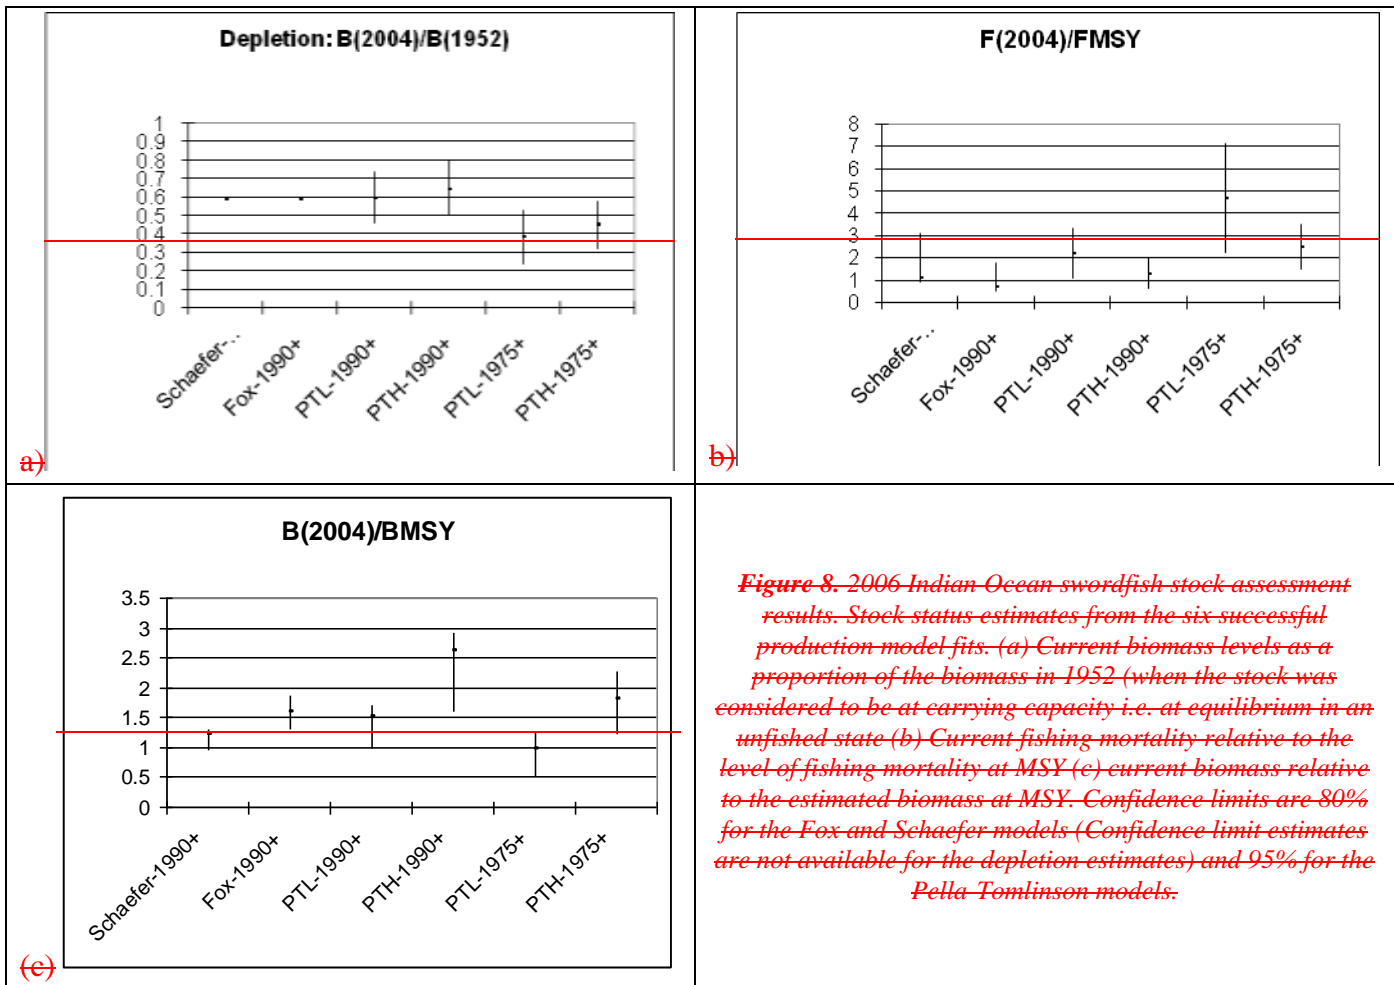 Depletion: B(2004)/B(1952)
1
0.9
0.8
0.7
0.6
0.5
0.4
0.3
0.2
0.1
0
Schaefer-...
Fox-1990+
PTL-1990+
PTH-1990+
PTL-1975+
PTH-1975+
a)
F(2004)/FMSY
8
7
6
5
4
3
2
1
0
Schaefer-...
Fox-1990+
PTL-1990+
PTH-1990+
PTL-1975+
PTH-1975+
b)
B(2004)/BMSY
3.5
3
2.5
2
1.5
1
0.5
0
Schaefer-1990+
Fox-1990+
PTL-1990+
PTH-1990+
PTL-1975+
PTH-1975+
(c)
Figure 8. 2006 Indian Ocean swordfish stock assessment
results. Stock status estimates from the six successful
production model fits. (a) Current biomass levels as a
proportion of the biomass in 1952 (when the stock was
considered to be at carrying capacity i.e. at equilibrium in an
unfished state (b) Current fishing mortality relative to the
level of fishing mortality at MSY (c) current biomass relative
to the estimated biomass at MSY. Confidence limits are 80%
for the Fox and Schaefer models (Confidence limit estimates
are not available for the depletion estimates) and 95% for the
Pella Tomlinson models.